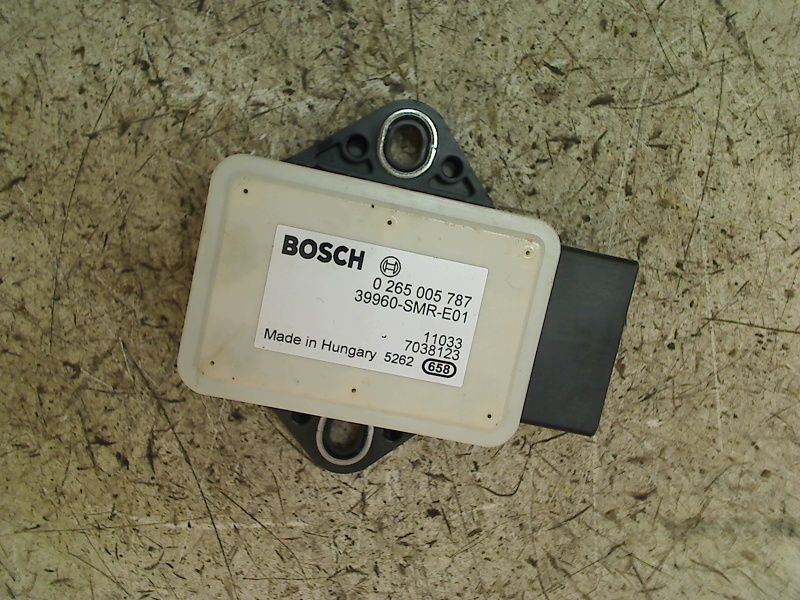 BOSCH
0 265 005 787
39960-SMR-E01
11033
7038123
Made in Hungary 5262 658